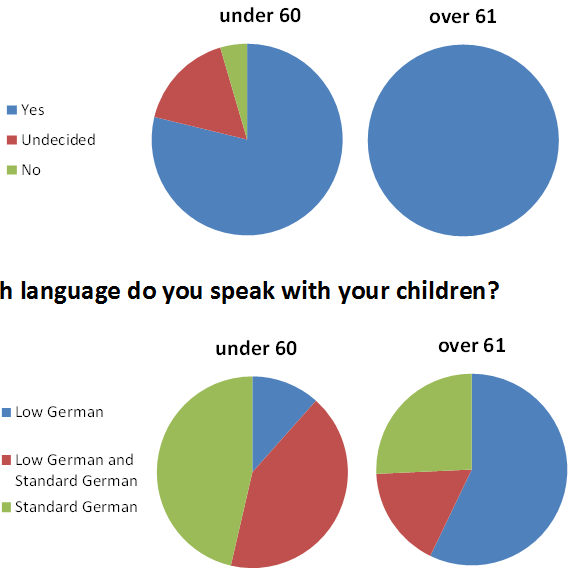 under 60
over 61
Yes
Undecided
No
h language do you speak with your children?
under 60
over 61
Low German
Low German and
Standard German
Standard German